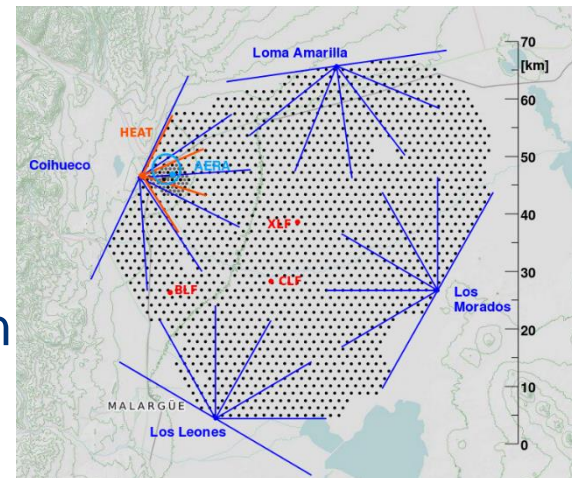 70
Loma Amarilla
[km]
60
HEAT
Coihueco
AERA
50
XLF
40
CLF
BLF
30
Los
Morados
n
20
MALARGÜE
10
Los Leones
0